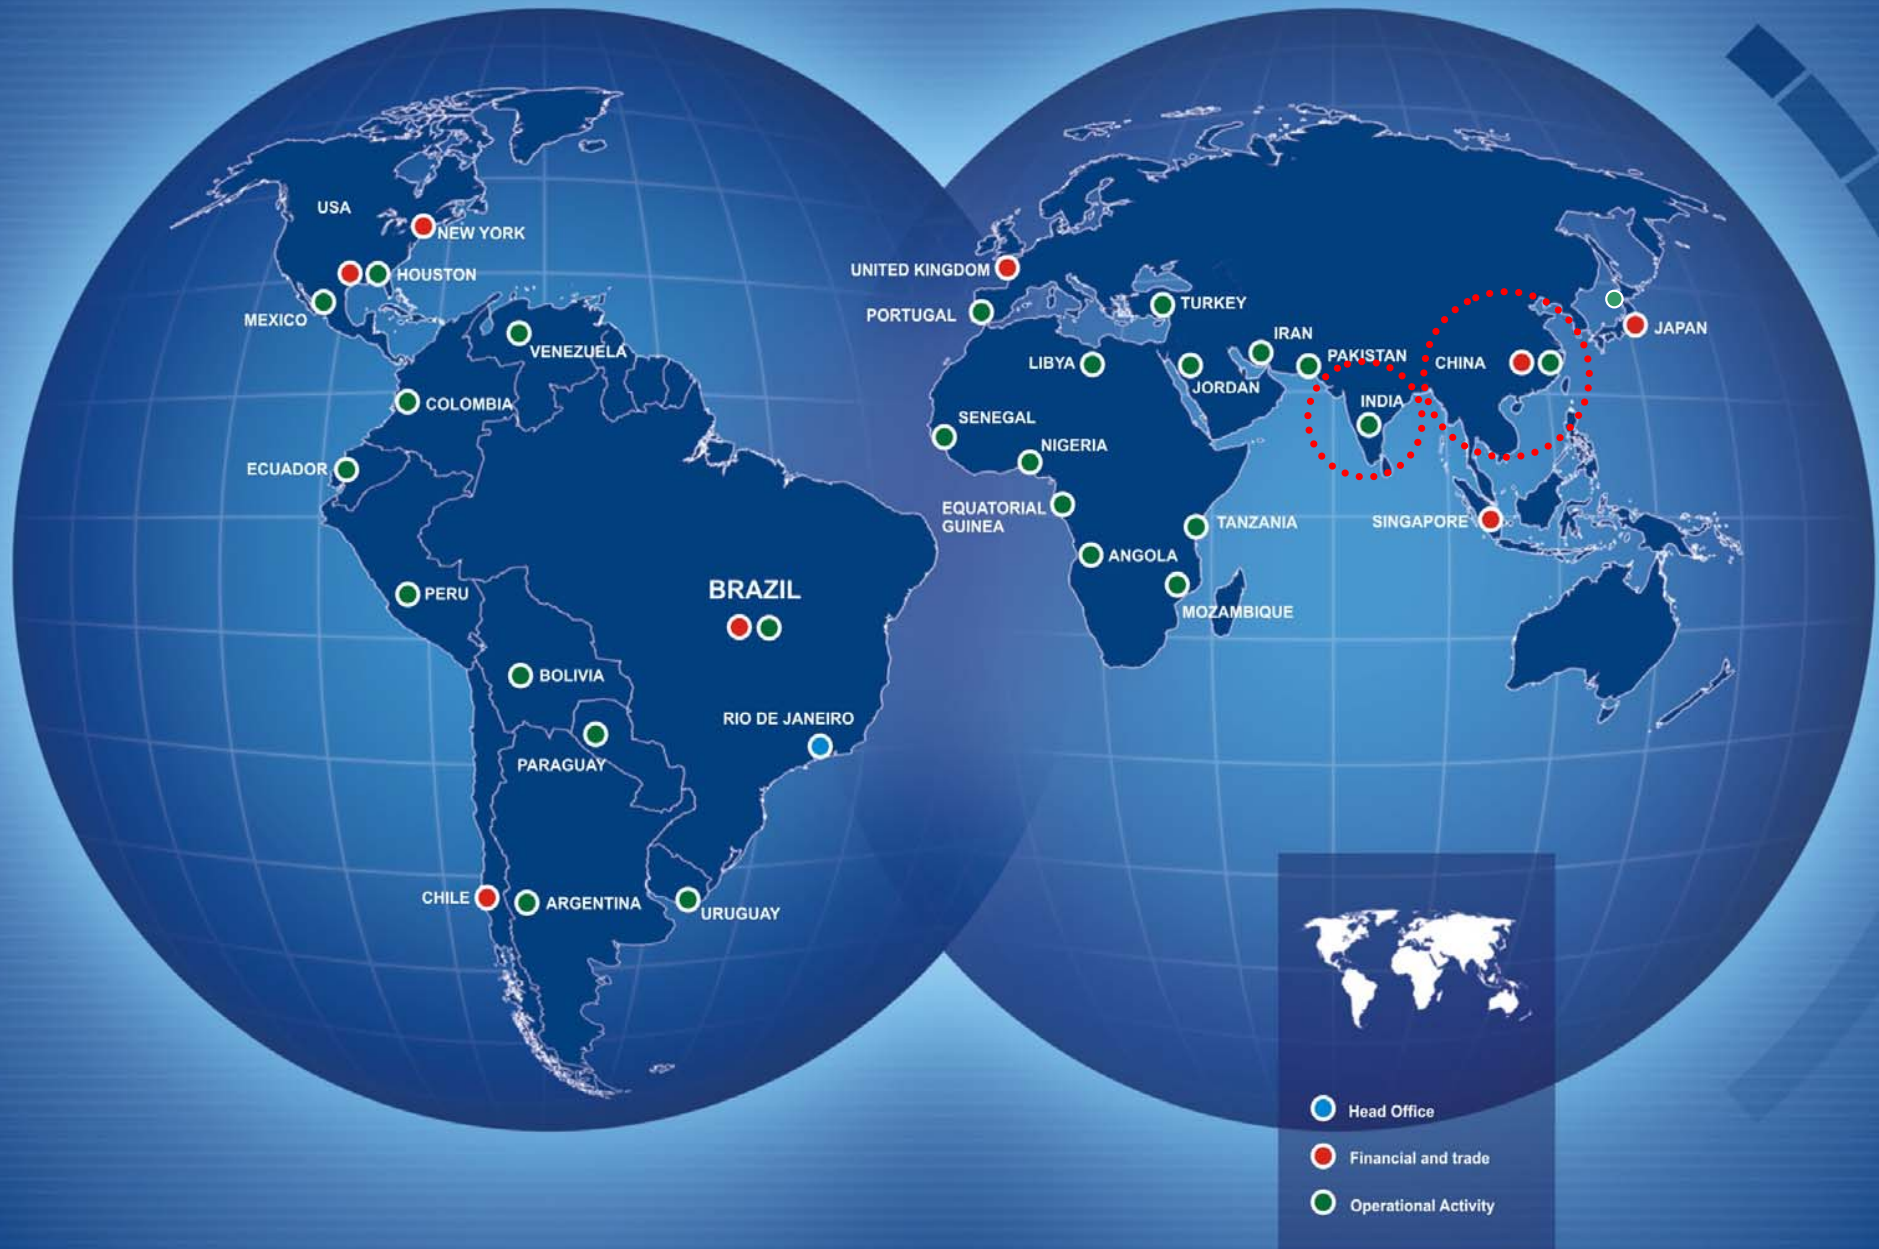 USA
NEW YORK
HOUSTON
MEXICO
VENEZUELA
COLOMBIA
ECUADOR
PERU
BRAZIL
BOLIVIA
RIO DE JANEIRO
PARAGUAY
CHILE
ARGENTINA
URUGUAY
UNITED KINGDOM
PORTUGAL
TURKEY
LIBYA
JORDAN
IRAN
PAKISTAN
CHINA
JAPAN
INDIA
SENEGAL
NIGERIA
EQUATORIAL
GUINEA
TANZANIA
SINGAPORE
ANGOLA
MOZAMBIQUE
Head Office
Financial and trade
Operational Activity